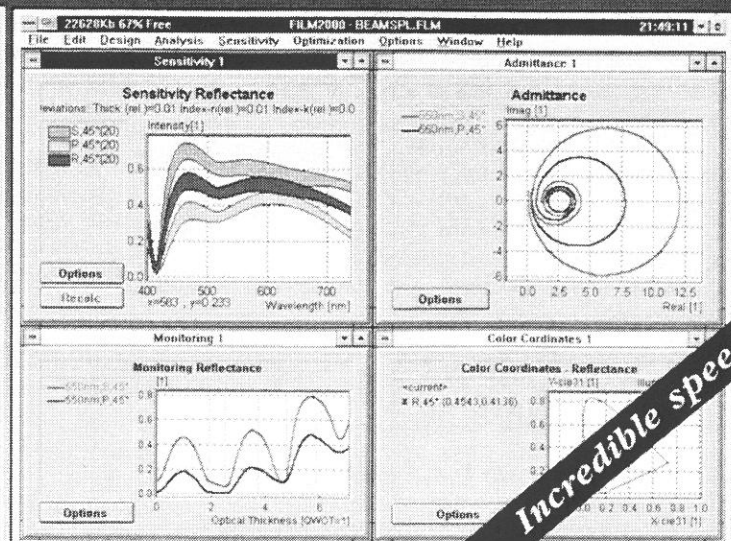 22628Kb 67% Free FILM2000 - BEAMSPL.FLM 21:49:11
File Edit Design Analysis Sensitivity Optimization Options Window Help
Sensitivity 1
Sensitivity Reflectance
eviations: Thick.(rel.)=0.01 Index-n(rel.)=0.01 Index-k(rel.)=0.0
Intensity[1]
S,45°(20)
P,45°(20)
R,45°(20)
0.6
0.4
0.2
0.0
400 500 600 700
x=583 , y=0.233 Wavelength [nm]
Options
Recalc
Admittance 1
Admittance
Imag [1]
550nm,S,45°
550nm,P,45°
6
4
2
0
-2
-4
-6
0.0 2.5 5.0 7.5 10.0 12.5
Real [1]
Options
Monitoring 1
Monitoring Reflectance
[1]
550nm,S,45°
550nm,P,45°
0.8
0.6
0.4
0.2
0.0
0 2 4 6
Optical Thickness [QWOT=1]
Options
Color Cordinates 1
Color Coordinates - Reflectance
<current>
R,45° (0.4543,0.4136)
Y-cie31 [1]
0.8
0.6
0.4
0.2
0.0 0.2 0.4 0.6 0.8 1.0
X-cie31 [1]
Options
Incredible spee